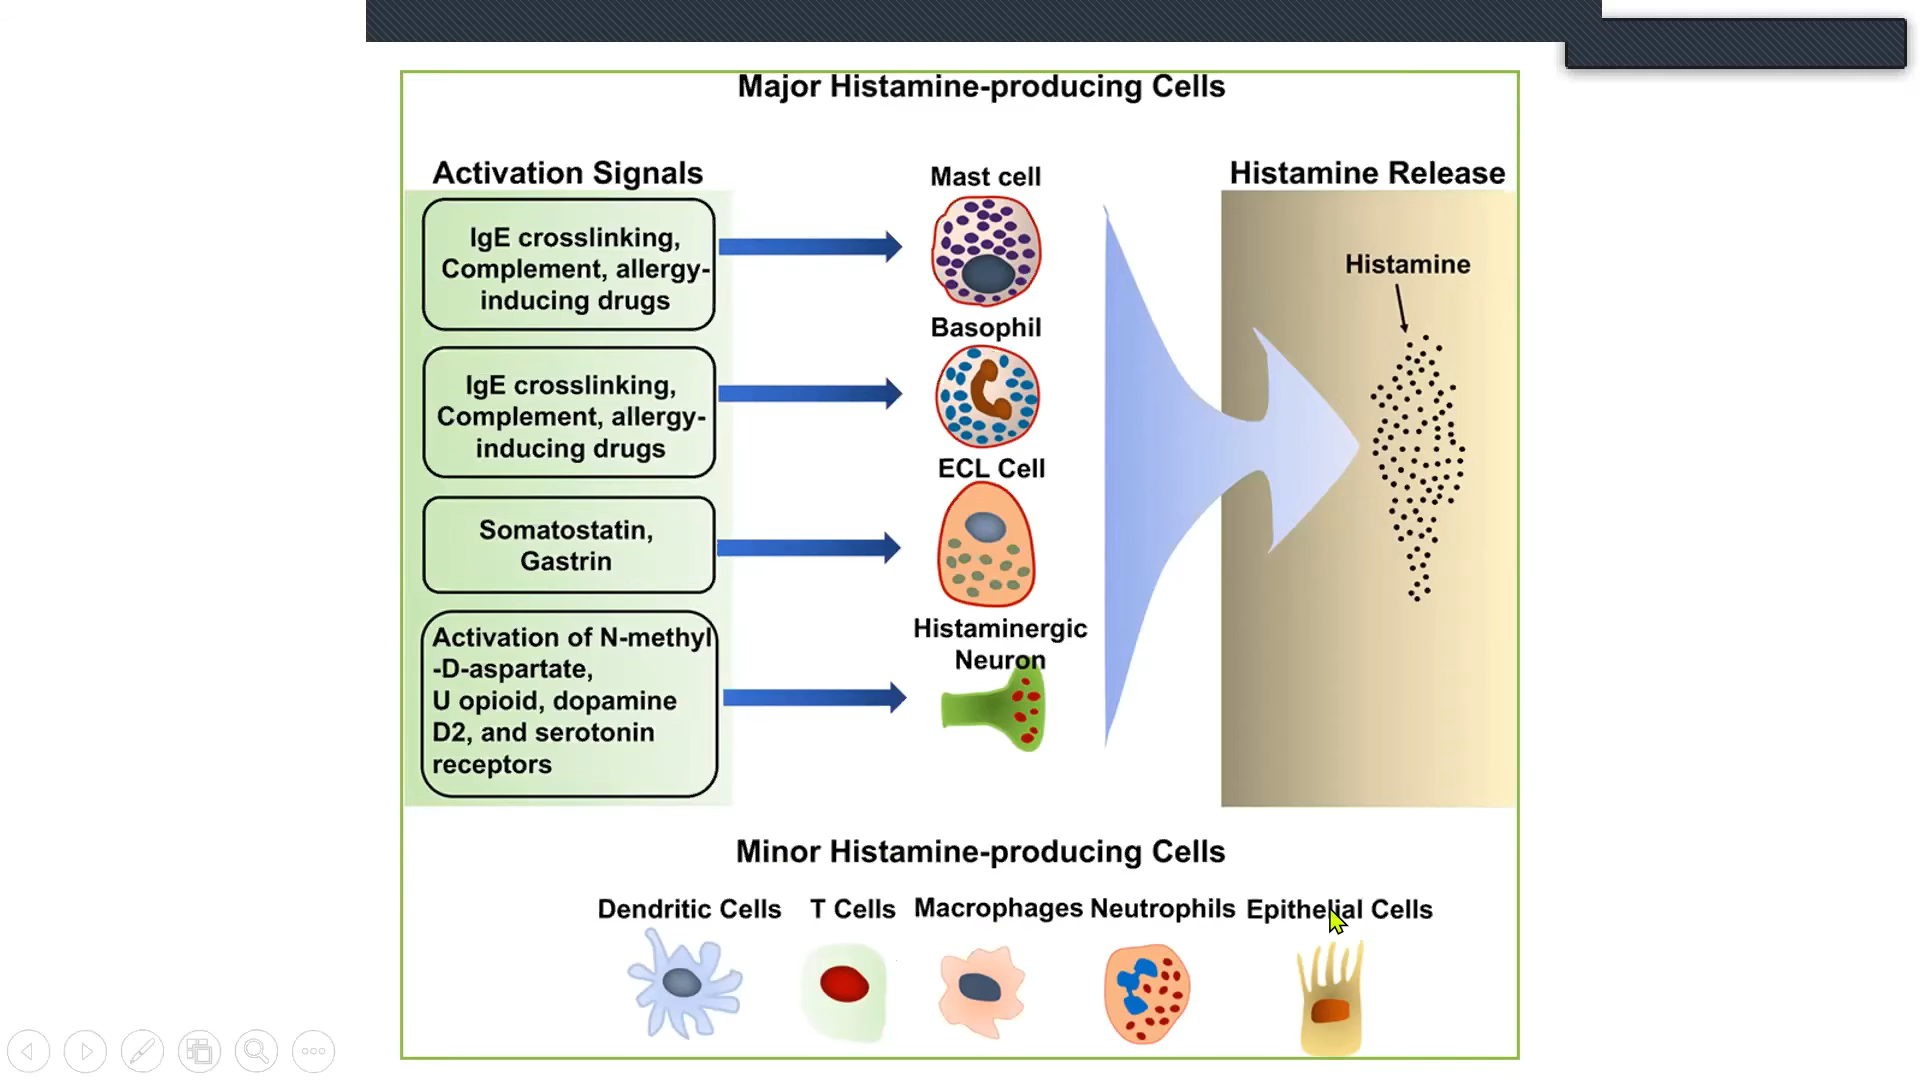 Major Histamine-producing Cells
Activation Signals
IgE crosslinking,
Complement, allergy-
inducing drugs
IgE crosslinking,
Complement, allergy-
inducing drugs
Somatostatin,
Gastrin
Activation of N-methyl
-D-aspartate,
U opioid, dopamine
D2, and serotonin
receptors
Mast cell
Basophil
ECL Cell
Histaminergic
Neuron
Histamine Release
Histamine
Minor Histamine-producing Cells
Dendritic Cells T Cells Macrophages Neutrophils Epithelial Cells